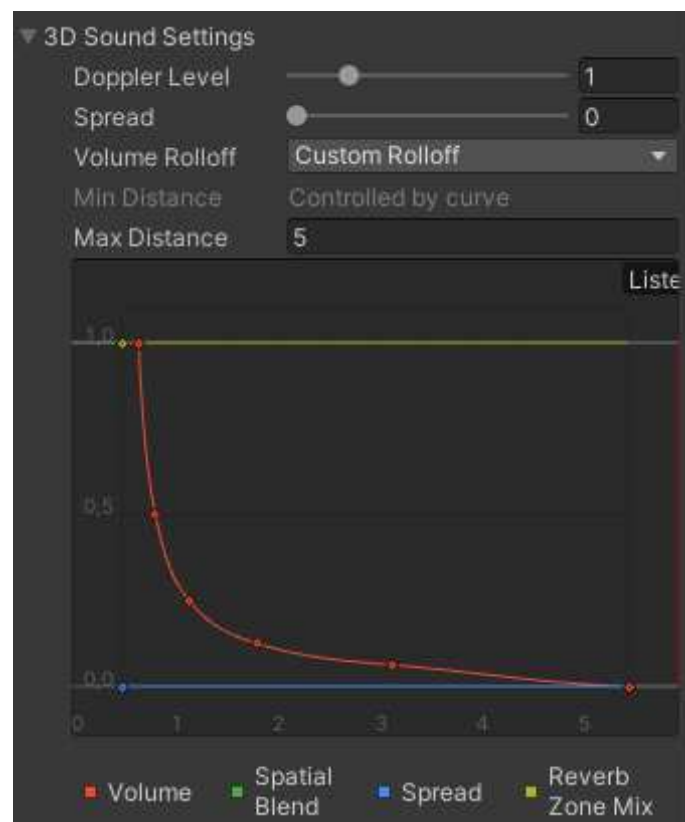 3D Sound Settings
Doppler Level 1
Spread 0
Volume Rolloff Custom Rolloff
Min Distance Controlled by curve
Max Distance 5
Liste
1,0
0,5
0,0
0 1 2 3 4 5
Volume Spatial Blend Spread Reverb Zone Mix